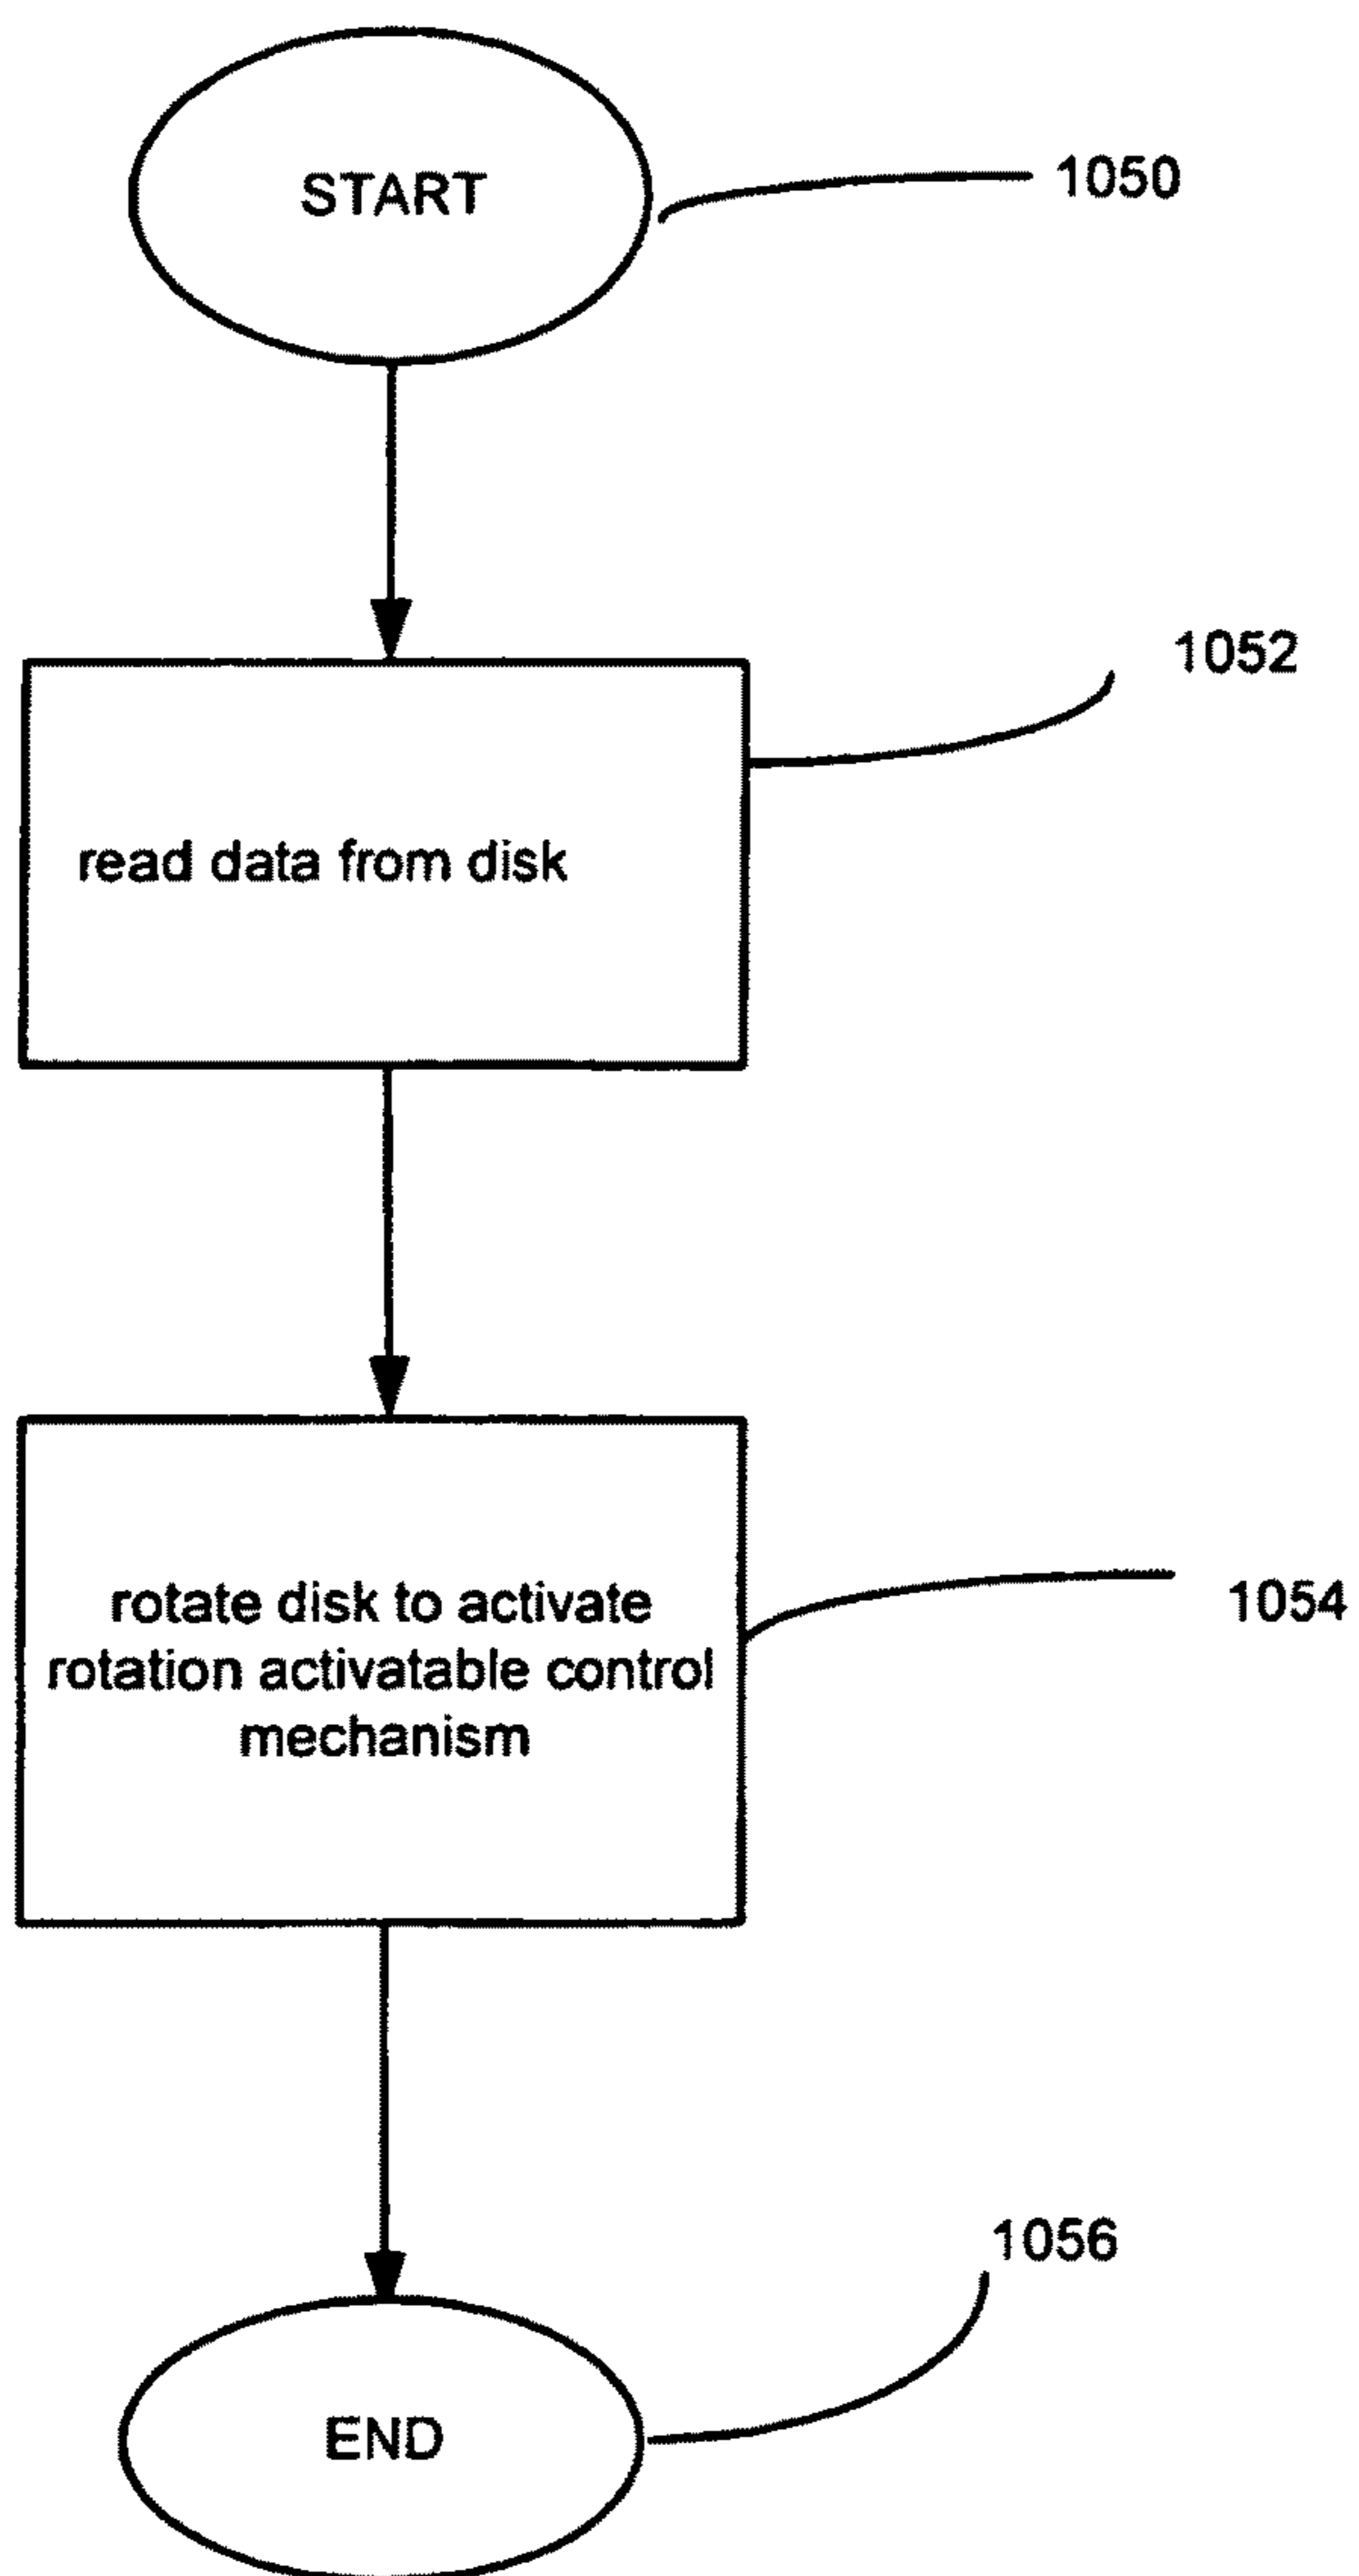 START
1050
1052
read data from disk
rotate disk to activate
rotation activatable control
mechanism
1054
1056
END